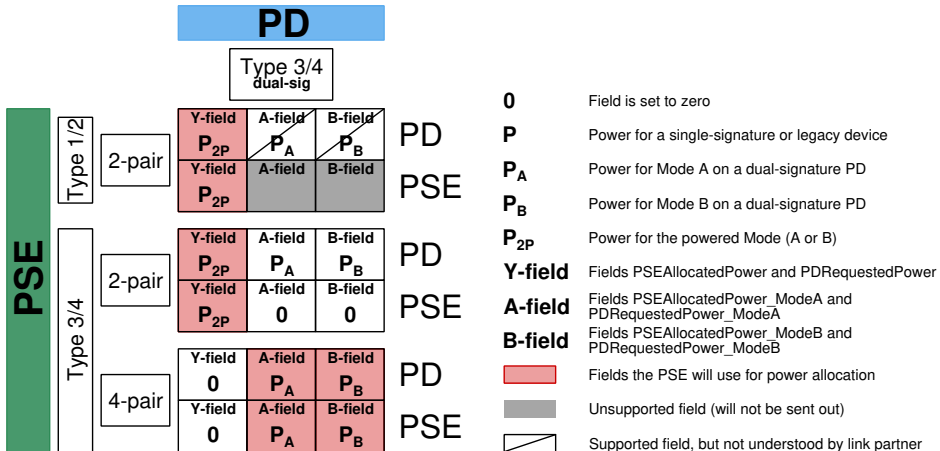 PD
Type 3/4
dual-sig
PSE
Type 1/2
2-pair
Y-field A-field B-field
P2P PA PB
PD
Y-field A-field B-field
P2P
PSE
Type 3/4
2-pair
Y-field A-field B-field
P2P PA PB
PD
Y-field A-field B-field
P2P 0 0
PSE
4-pair
Y-field A-field B-field
0 PA PB
PD
Y-field A-field B-field
0 PA PB
PSE
0 Field is set to zero
P Power for a single-signature or legacy device
PA Power for Mode A on a dual-signature PD
PB Power for Mode B on a dual-signature PD
P2P Power for the powered Mode (A or B)
Y-field Fields PSEAllocatedPower and PDRequestedPower
A-field Fields PSEAllocatedPower_ModeA and
PDRequestedPower_ModeA
B-field Fields PSEAllocatedPower_ModeB and
PDRequestedPower_ModeB
Fields the PSE will use for power allocation
Unsupported field (will not be sent out)
Supported field, but not understood by link partner